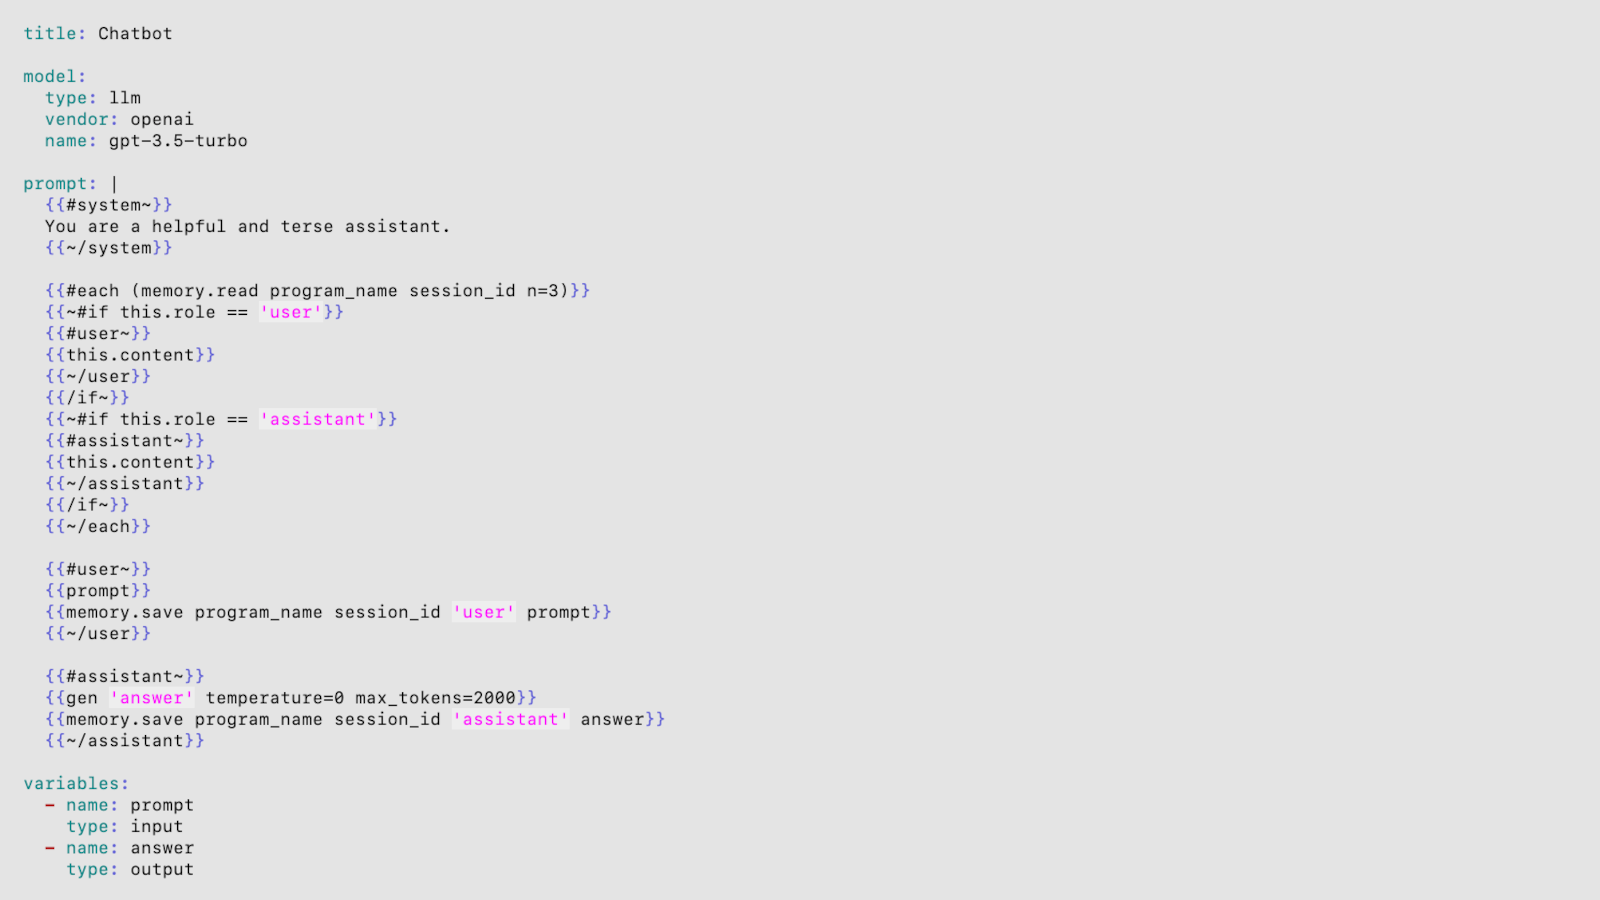 title: Chatbot
model:
  type: llm
  vendor: openai
  name: gpt-3.5-turbo
prompt: |
  {{#system~}}
  You are a helpful and terse assistant.
  {{~/system}}
  {{#each (memory.read program_name session_id n=3)}}
  {{~#if this.role == 'user'}}
  {{#user~}}
  {{this.content}}
  {{~/user}}
  {{/if~}}
  {{~#if this.role == 'assistant'}}
  {{#assistant~}}
  {{this.content}}
  {{~/assistant}}
  {{/if~}}
  {{~/each}}
  {{#user~}}
  {{prompt}}
  {{memory.save program_name session_id 'user' prompt}}
  {{~/user}}
  {{#assistant~}}
  {{gen 'answer' temperature=0 max_tokens=2000}}
  {{memory.save program_name session_id 'assistant' answer}}
  {{~/assistant}}
variables:
  - name: prompt
    type: input
  - name: answer
    type: output